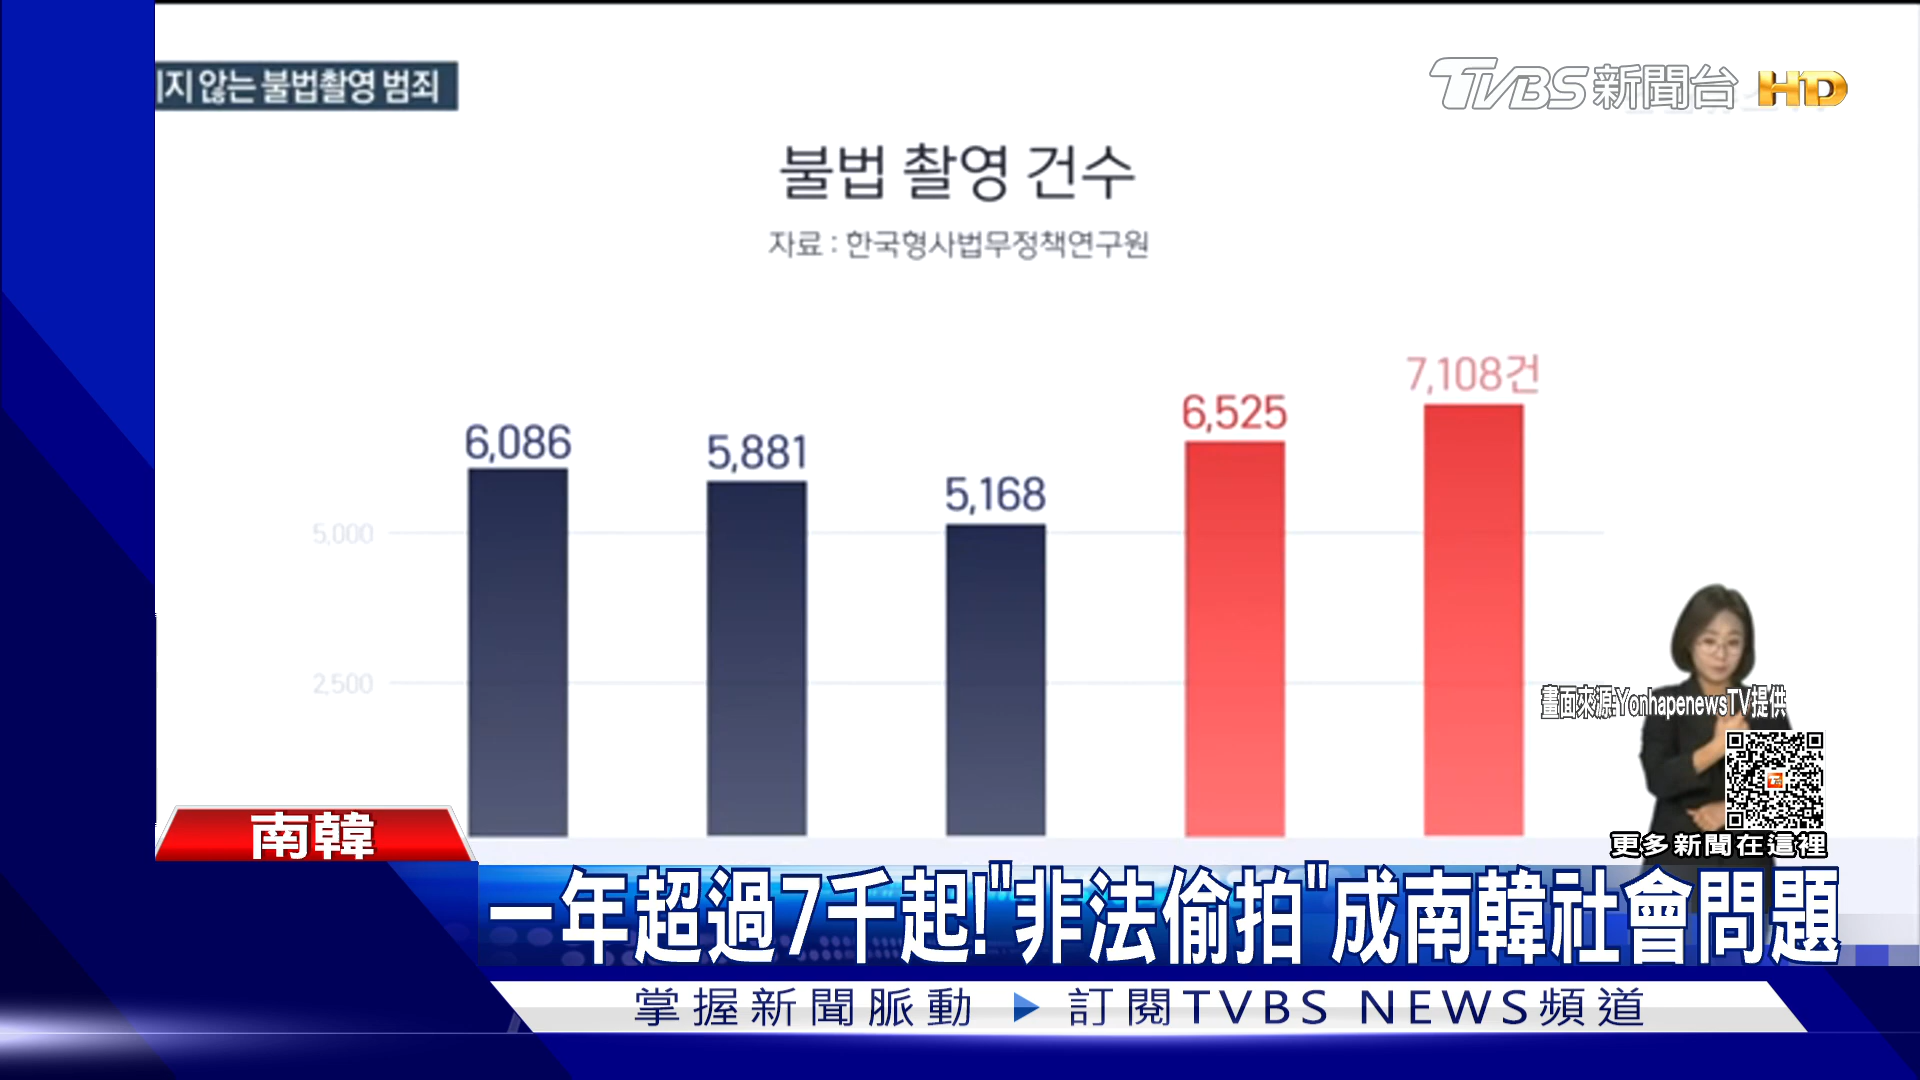 지지 않는 불법촬영 범죄
TVBS新聞台 HD
불법 촬영 건수
자료 : 한국형사법무정책연구원
7,108건
6,525
6,086
5,881
5,168
5,000
2,500
畫面來源:YonhapenewsTV提供
更多新聞在這裡
南韓
一年超過7千起!"非法偷拍"成南韓社會問題
掌握新聞脈動 ▶ 訂閱TVBS NEWS頻道